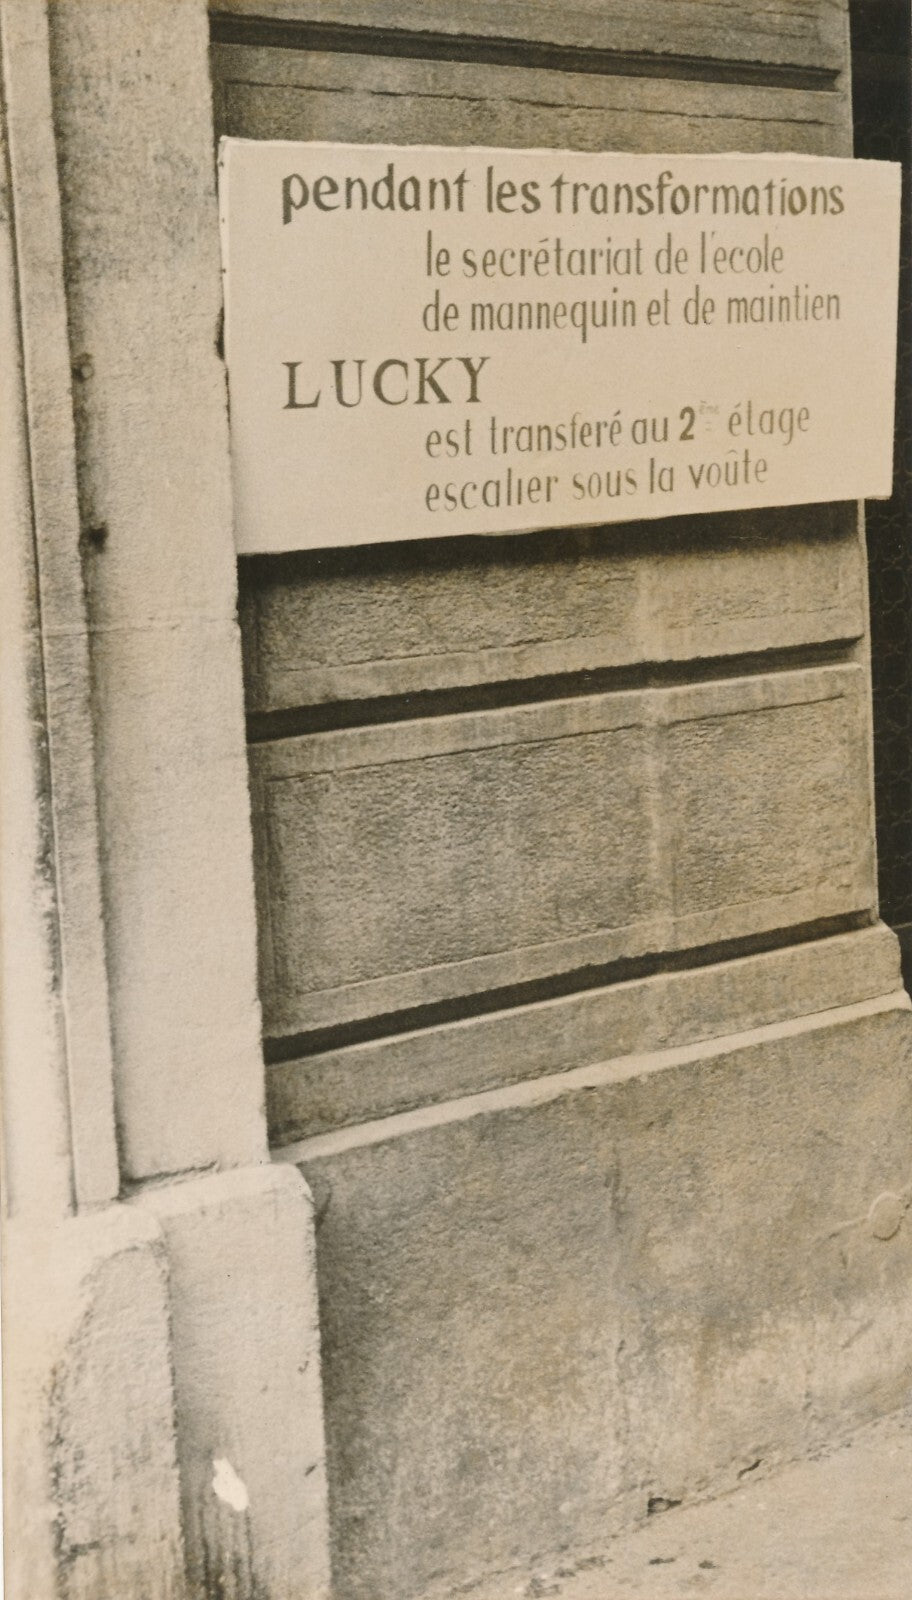 pendant les transformations
le secrétariat de l'école
de mannequin et de maintien
LUCKY
est transferé au 2ème étage
escalier sous la voûte